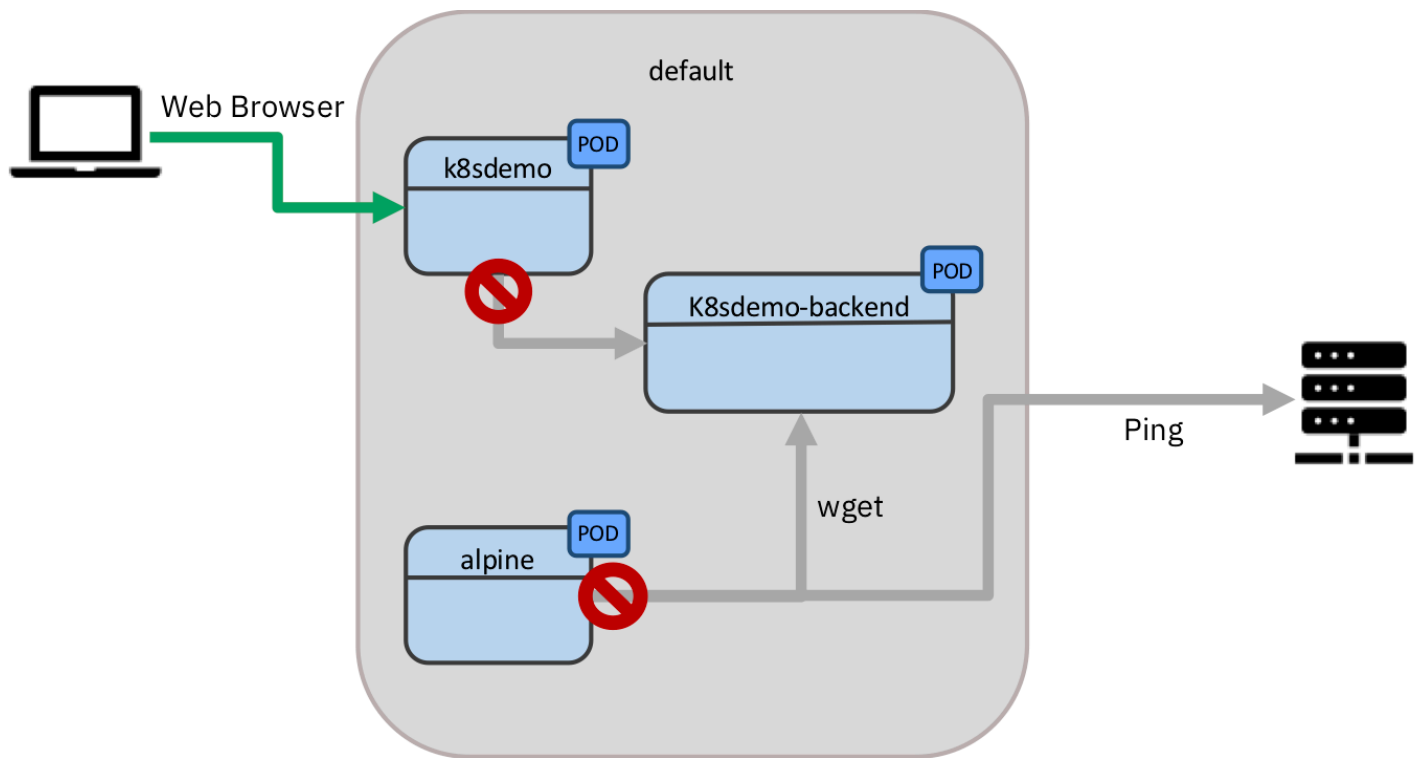 default
Web Browser
POD
k8sdemo
POD
K8sdemo-backend
Ping
wget
POD
alpine